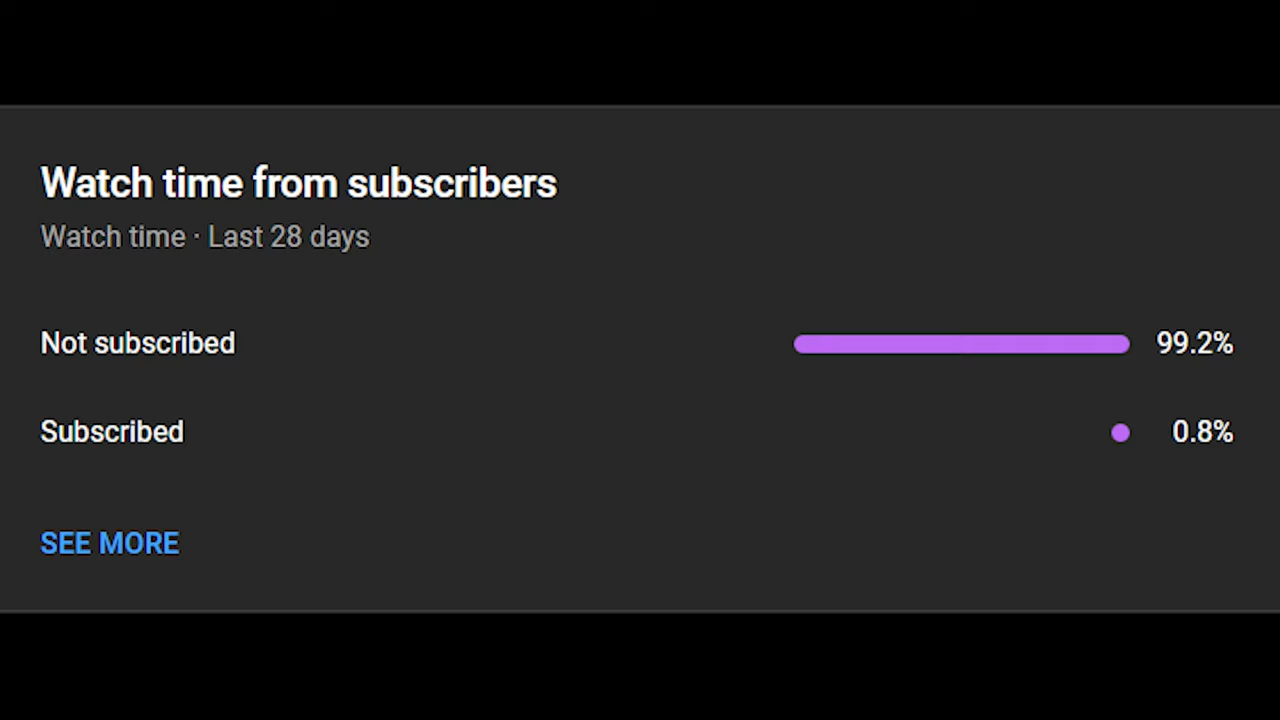 Watch time from subscribers
Watch time · Last 28 days
Not subscribed 99.2%
Subscribed 0.8%
SEE MORE